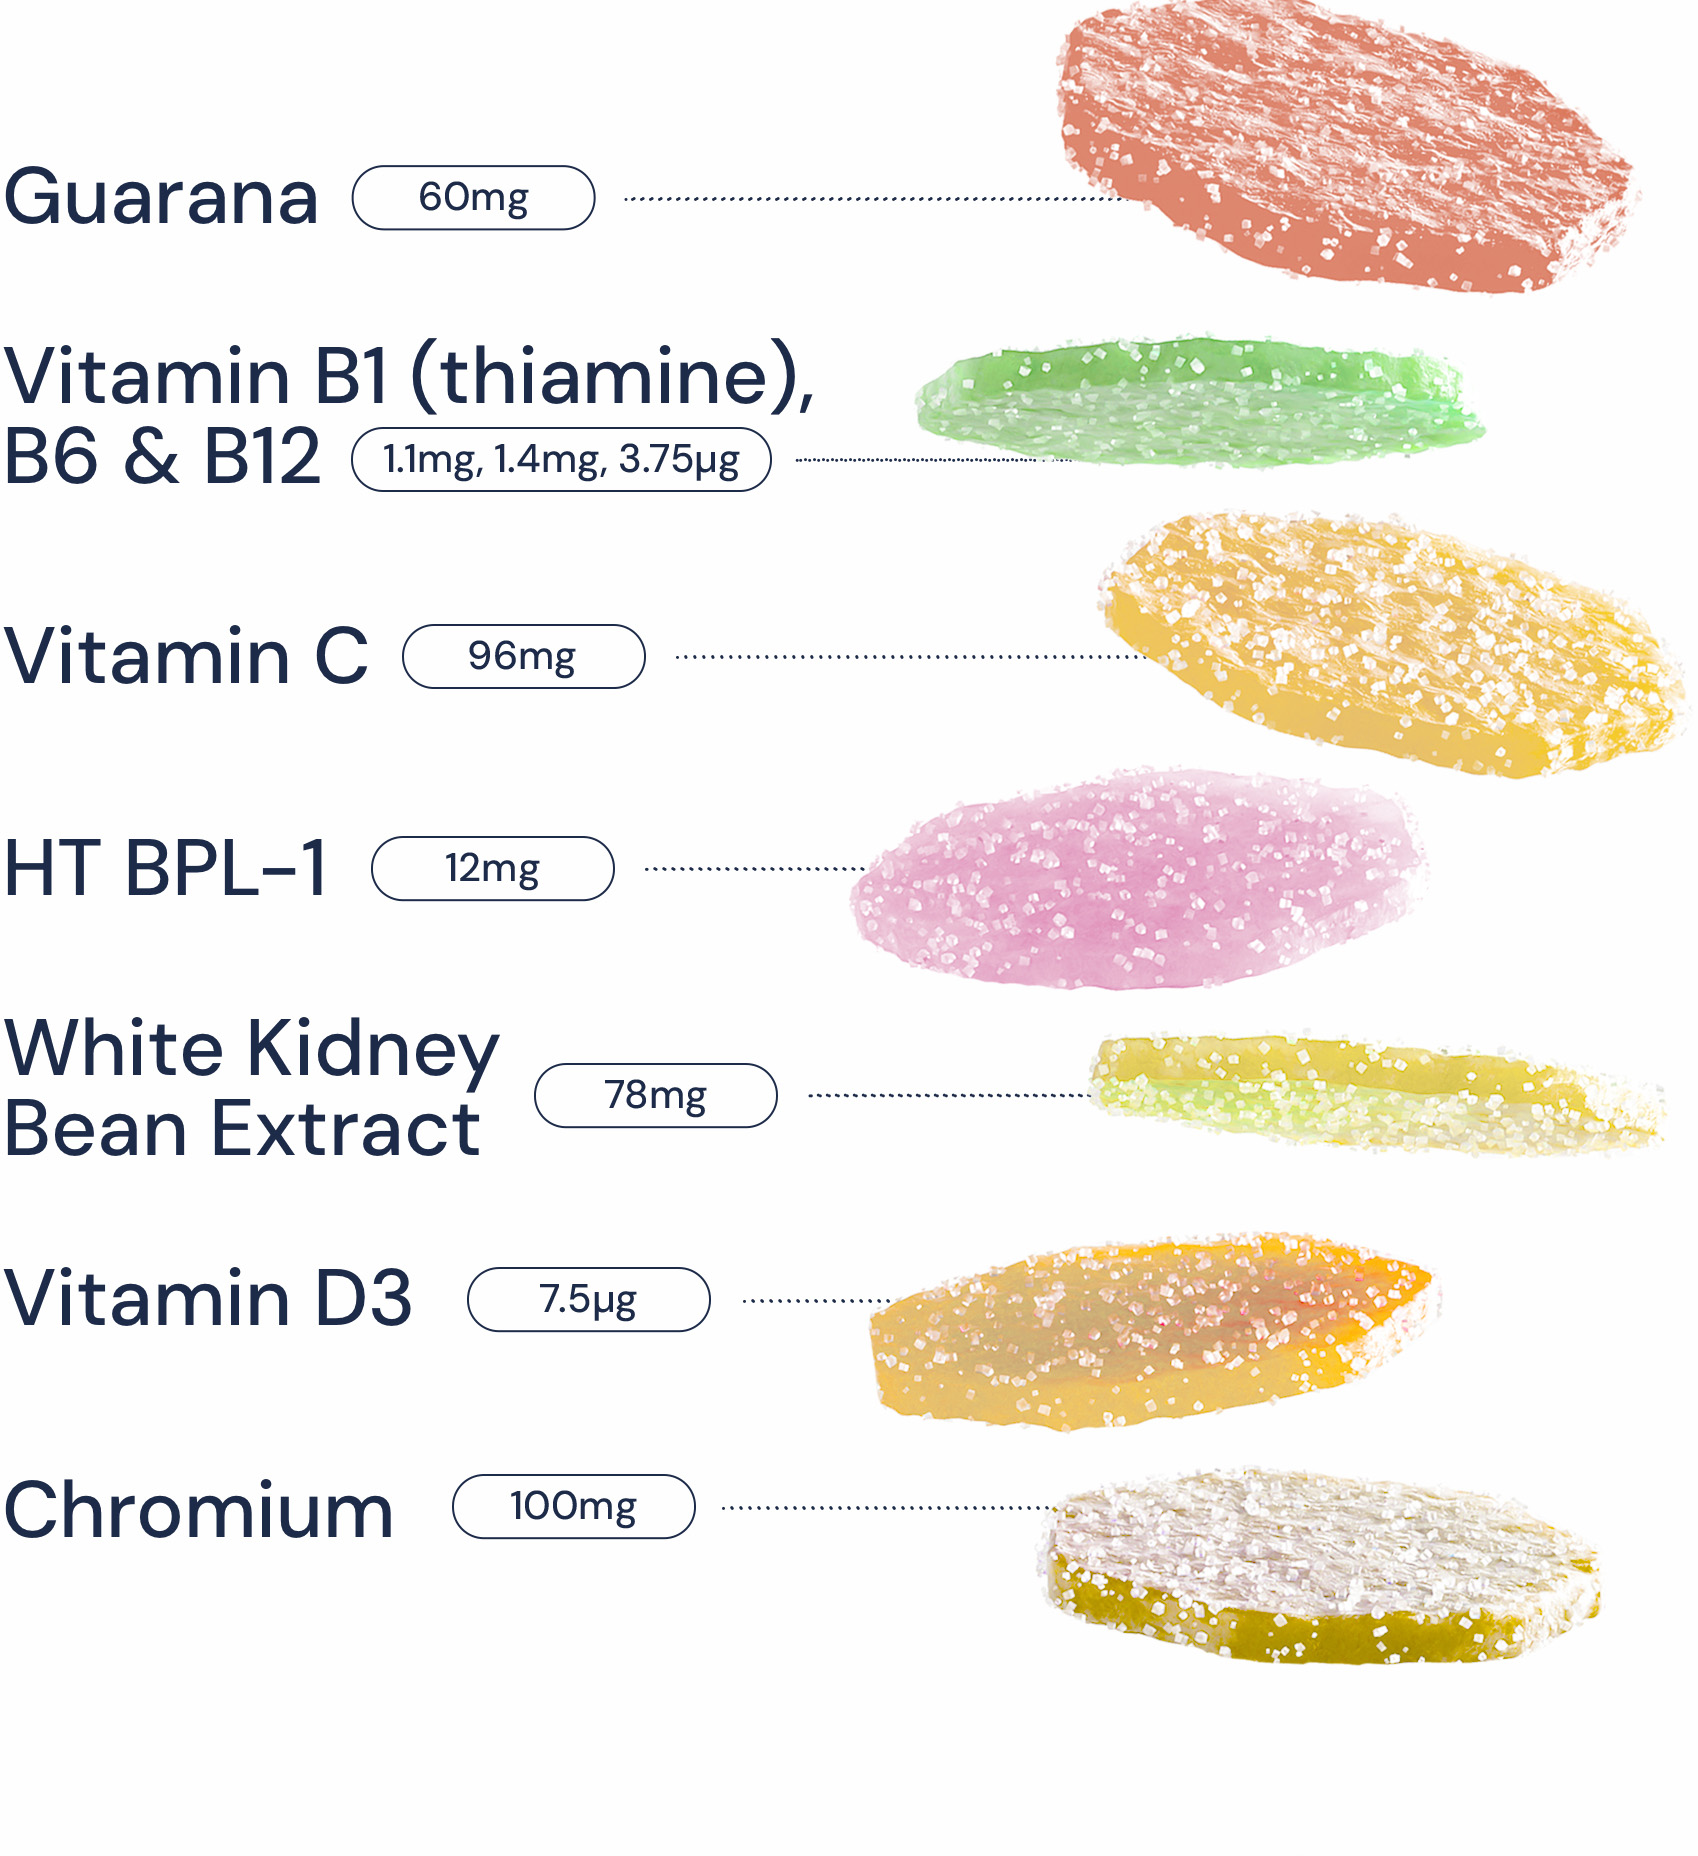 Guarana 60mg
Vitamin B1 (thiamine),
B6 & B12 1.1mg, 1.4mg, 3.75µg
Vitamin C 96mg
HT BPL-1 12mg
White Kidney
Bean Extract 78mg
Vitamin D3 7.5µg
Chromium 100mg